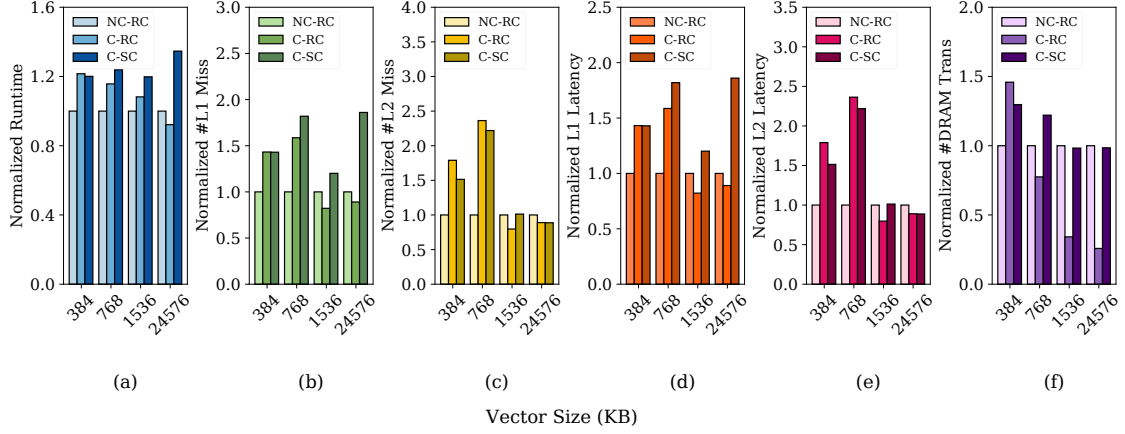 Normalized Runtime
1.6
1.2
0.8
0.4
0.0
NC-RC
C-RC
C-SC
384
768
1536
24576
(a)
Normalized #L1 Miss
3.0
2.5
2.0
1.5
1.0
0.5
0.0
NC-RC
C-RC
C-SC
384
768
1536
24576
(b)
Normalized #L2 Miss
4.0
3.5
3.0
2.5
2.0
1.5
1.0
0.5
0.0
NC-RC
C-RC
C-SC
384
768
1536
24576
(c)
Normalized L1 Latency
2.5
2.0
1.5
1.0
0.5
0.0
NC-RC
C-RC
C-SC
384
768
1536
24576
(d)
Normalized L2 Latency
3.5
3.0
2.5
2.0
1.5
1.0
0.5
0.0
NC-RC
C-RC
C-SC
384
768
1536
24576
(e)
Normalized #DRAM Trans
2.0
1.5
1.0
0.5
0.0
NC-RC
C-RC
C-SC
384
768
1536
24576
(f)
Vector Size (KB)